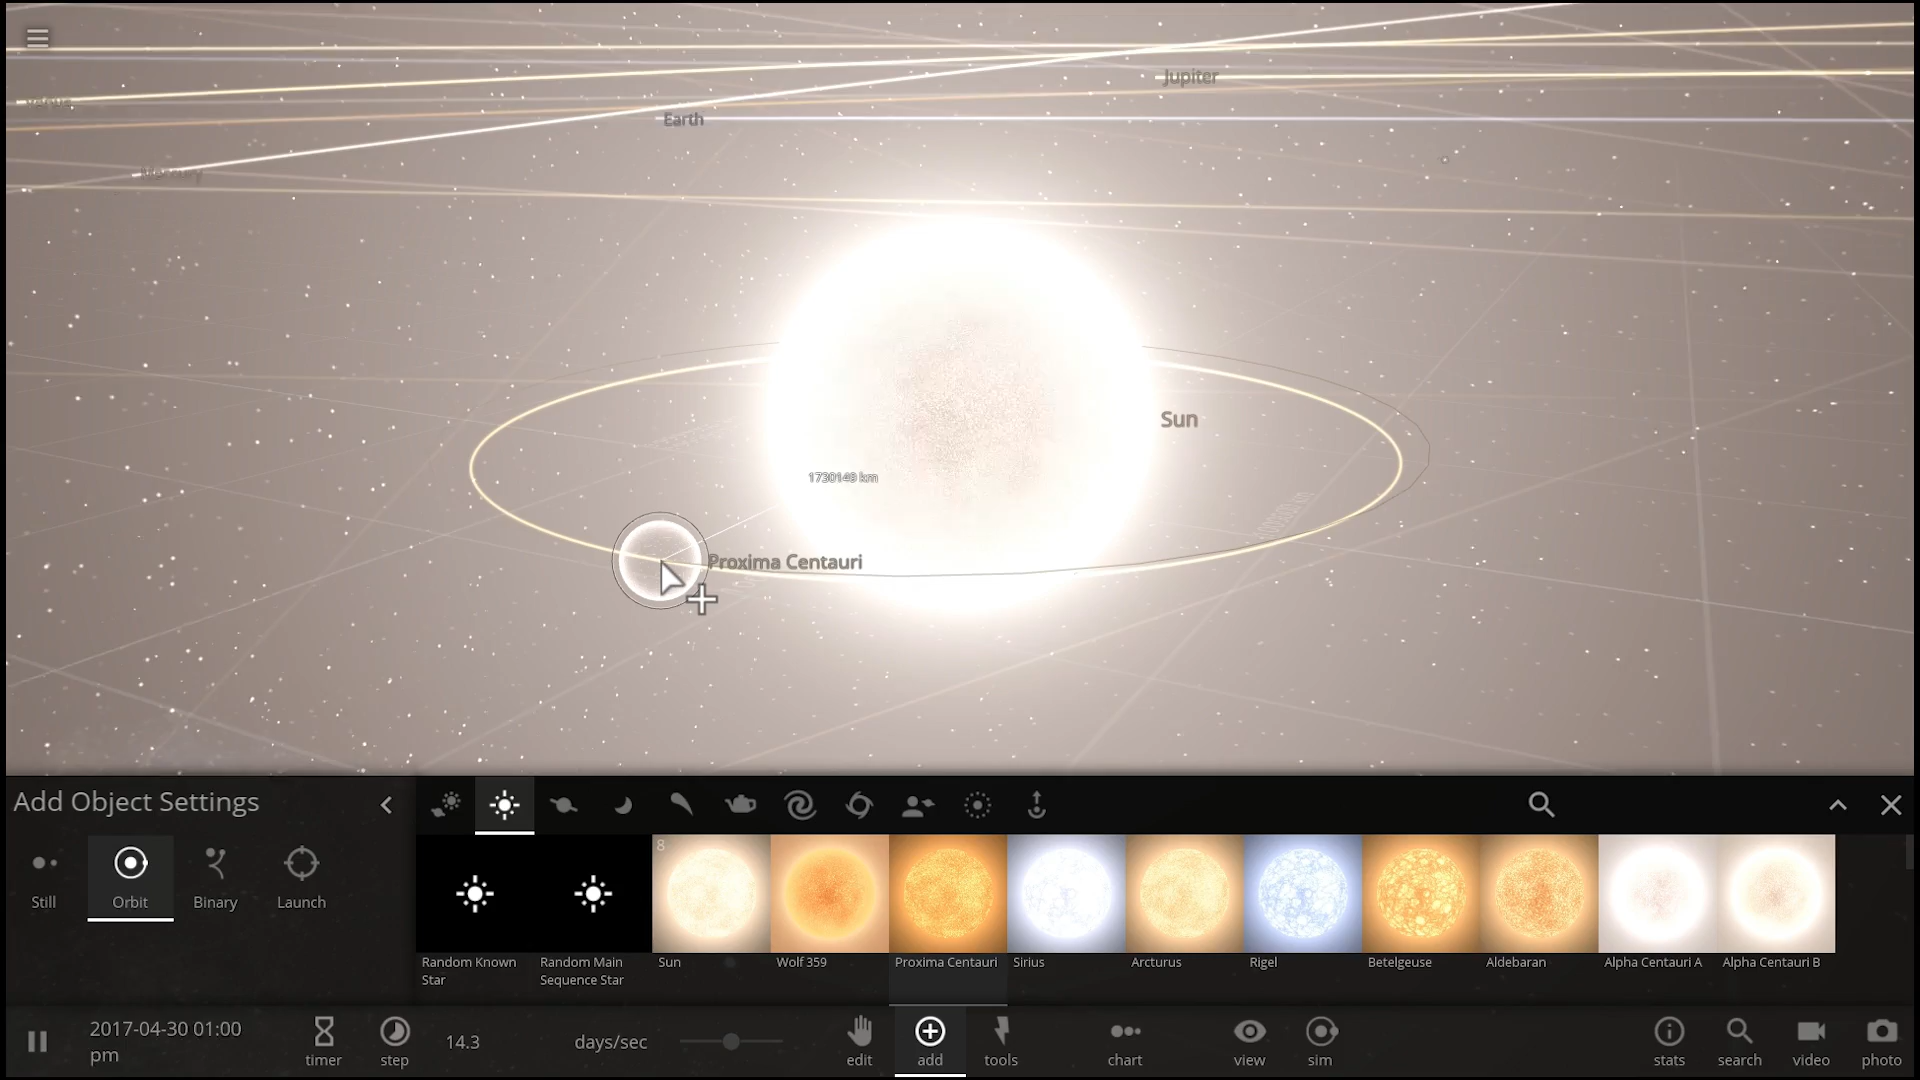 Jupiter
Venus
Earth
Mercury
Sun
1730149 km
Proxima Centauri
Add Object Settings
Still
Orbit
Binary
Launch
8
Random Known
Star
Random Main
Sequence Star
Sun
Wolf 359
Proxima Centauri
Sirius
Arcturus
Rigel
Betelgeuse
Aldebaran
Alpha Centauri A
Alpha Centauri B
2017-04-30 01:00
pm
timer
step
14.3
days/sec
edit
add
tools
chart
view
sim
stats
search
video
photo